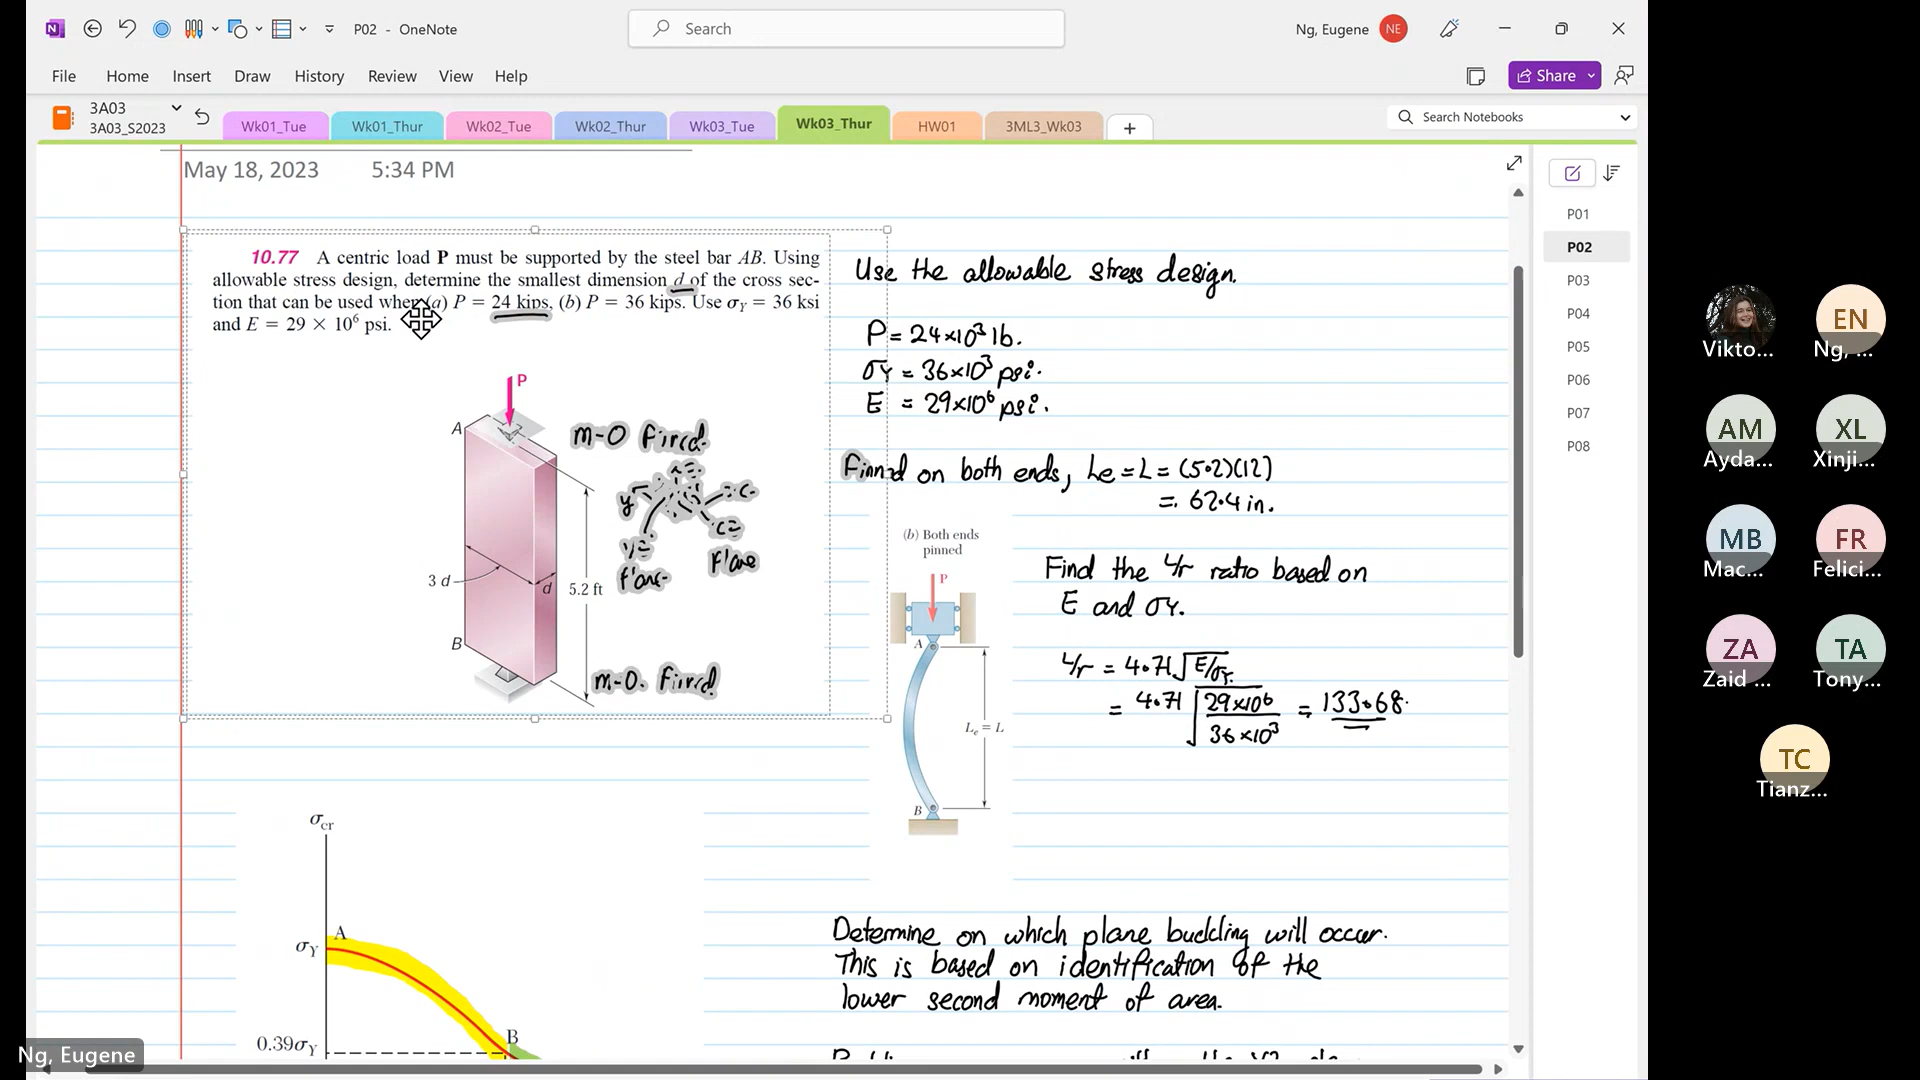 P02 - OneNote
Search
Ng, Eugene
NE
File Home Insert Draw History Review View Help
Share
3A03
3A03_S2023
Wk01_Tue
Wk01_Thur
Wk02_Tue
Wk02_Thur
Wk03_Tue
Wk03_Thur
HW01
3ML3_Wk03
Search Notebooks
May 18, 2023 5:34 PM
10.77 A centric load P must be supported by the steel bar AB. Using
allowable stress design, determine the smallest dimension d of the cross sec-
tion that can be used when (a) P = 24 kips, (b) P = 36 kips. Use σY = 36 ksi
and E = 29 × 10⁶ psi.
P
A
3 d
d
5.2 ft
B
Use the allowable stress design.
P = 24×10³ lb.
σY = 36×10³ psi.
E = 29×10⁶ psi.
on both ends, Le = L = (5.2)(12)
= 62.4 in.
(b) Both ends
pinned
P
A
Le = L
B
Find the L/r ratio based on
E and σY.
L/r = 4.71 √E/σY
= 4.71 √29×10⁶/36×10³ = 133.68.
Determine on which plane buckling will occur.
This is based on identification of the
lower second moment of area.
σcr
σY
A
B
0.39σY
P01
P02
P03
P04
P05
P06
P07
P08
Vikto...
EN
Ng, ...
AM
Ayda...
XL
Xinji...
MB
Mac...
FR
Felici...
ZA
Zaid ...
TA
Tony...
TC
Tianz...
Ng, Eugene